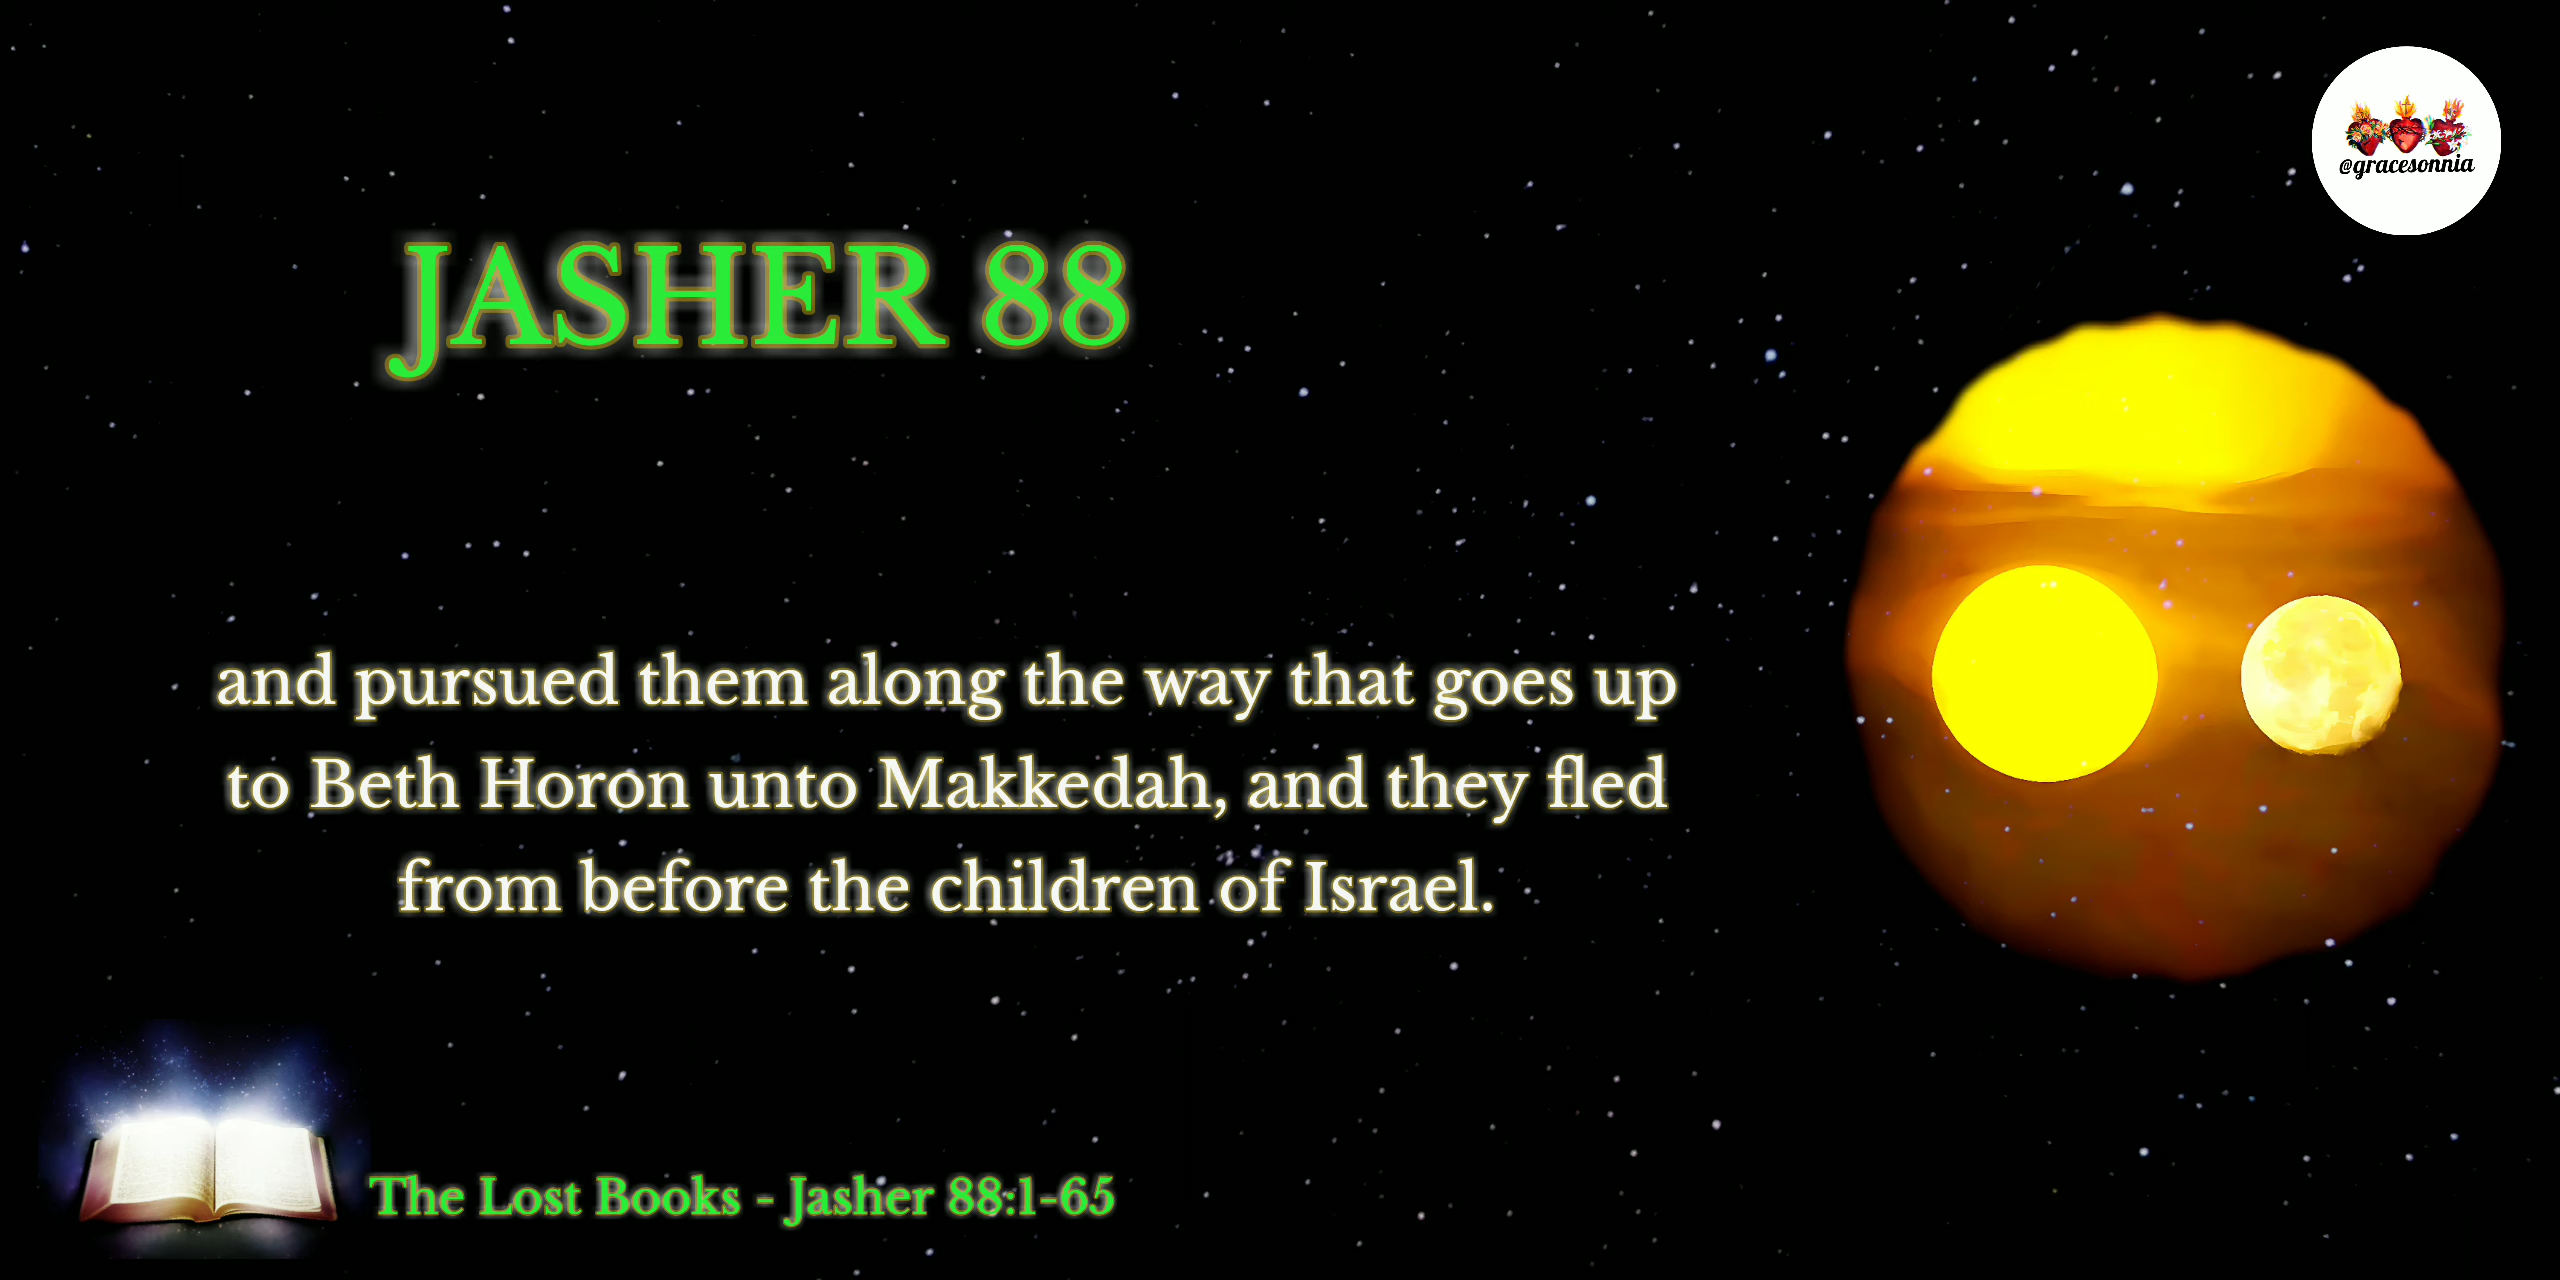 @gracesonnia
JASHER 88
and pursued them along the way that goes up
to Beth Horon unto Makkedah, and they fled
from before the children of Israel.
The Lost Books - Jasher 88:1-65